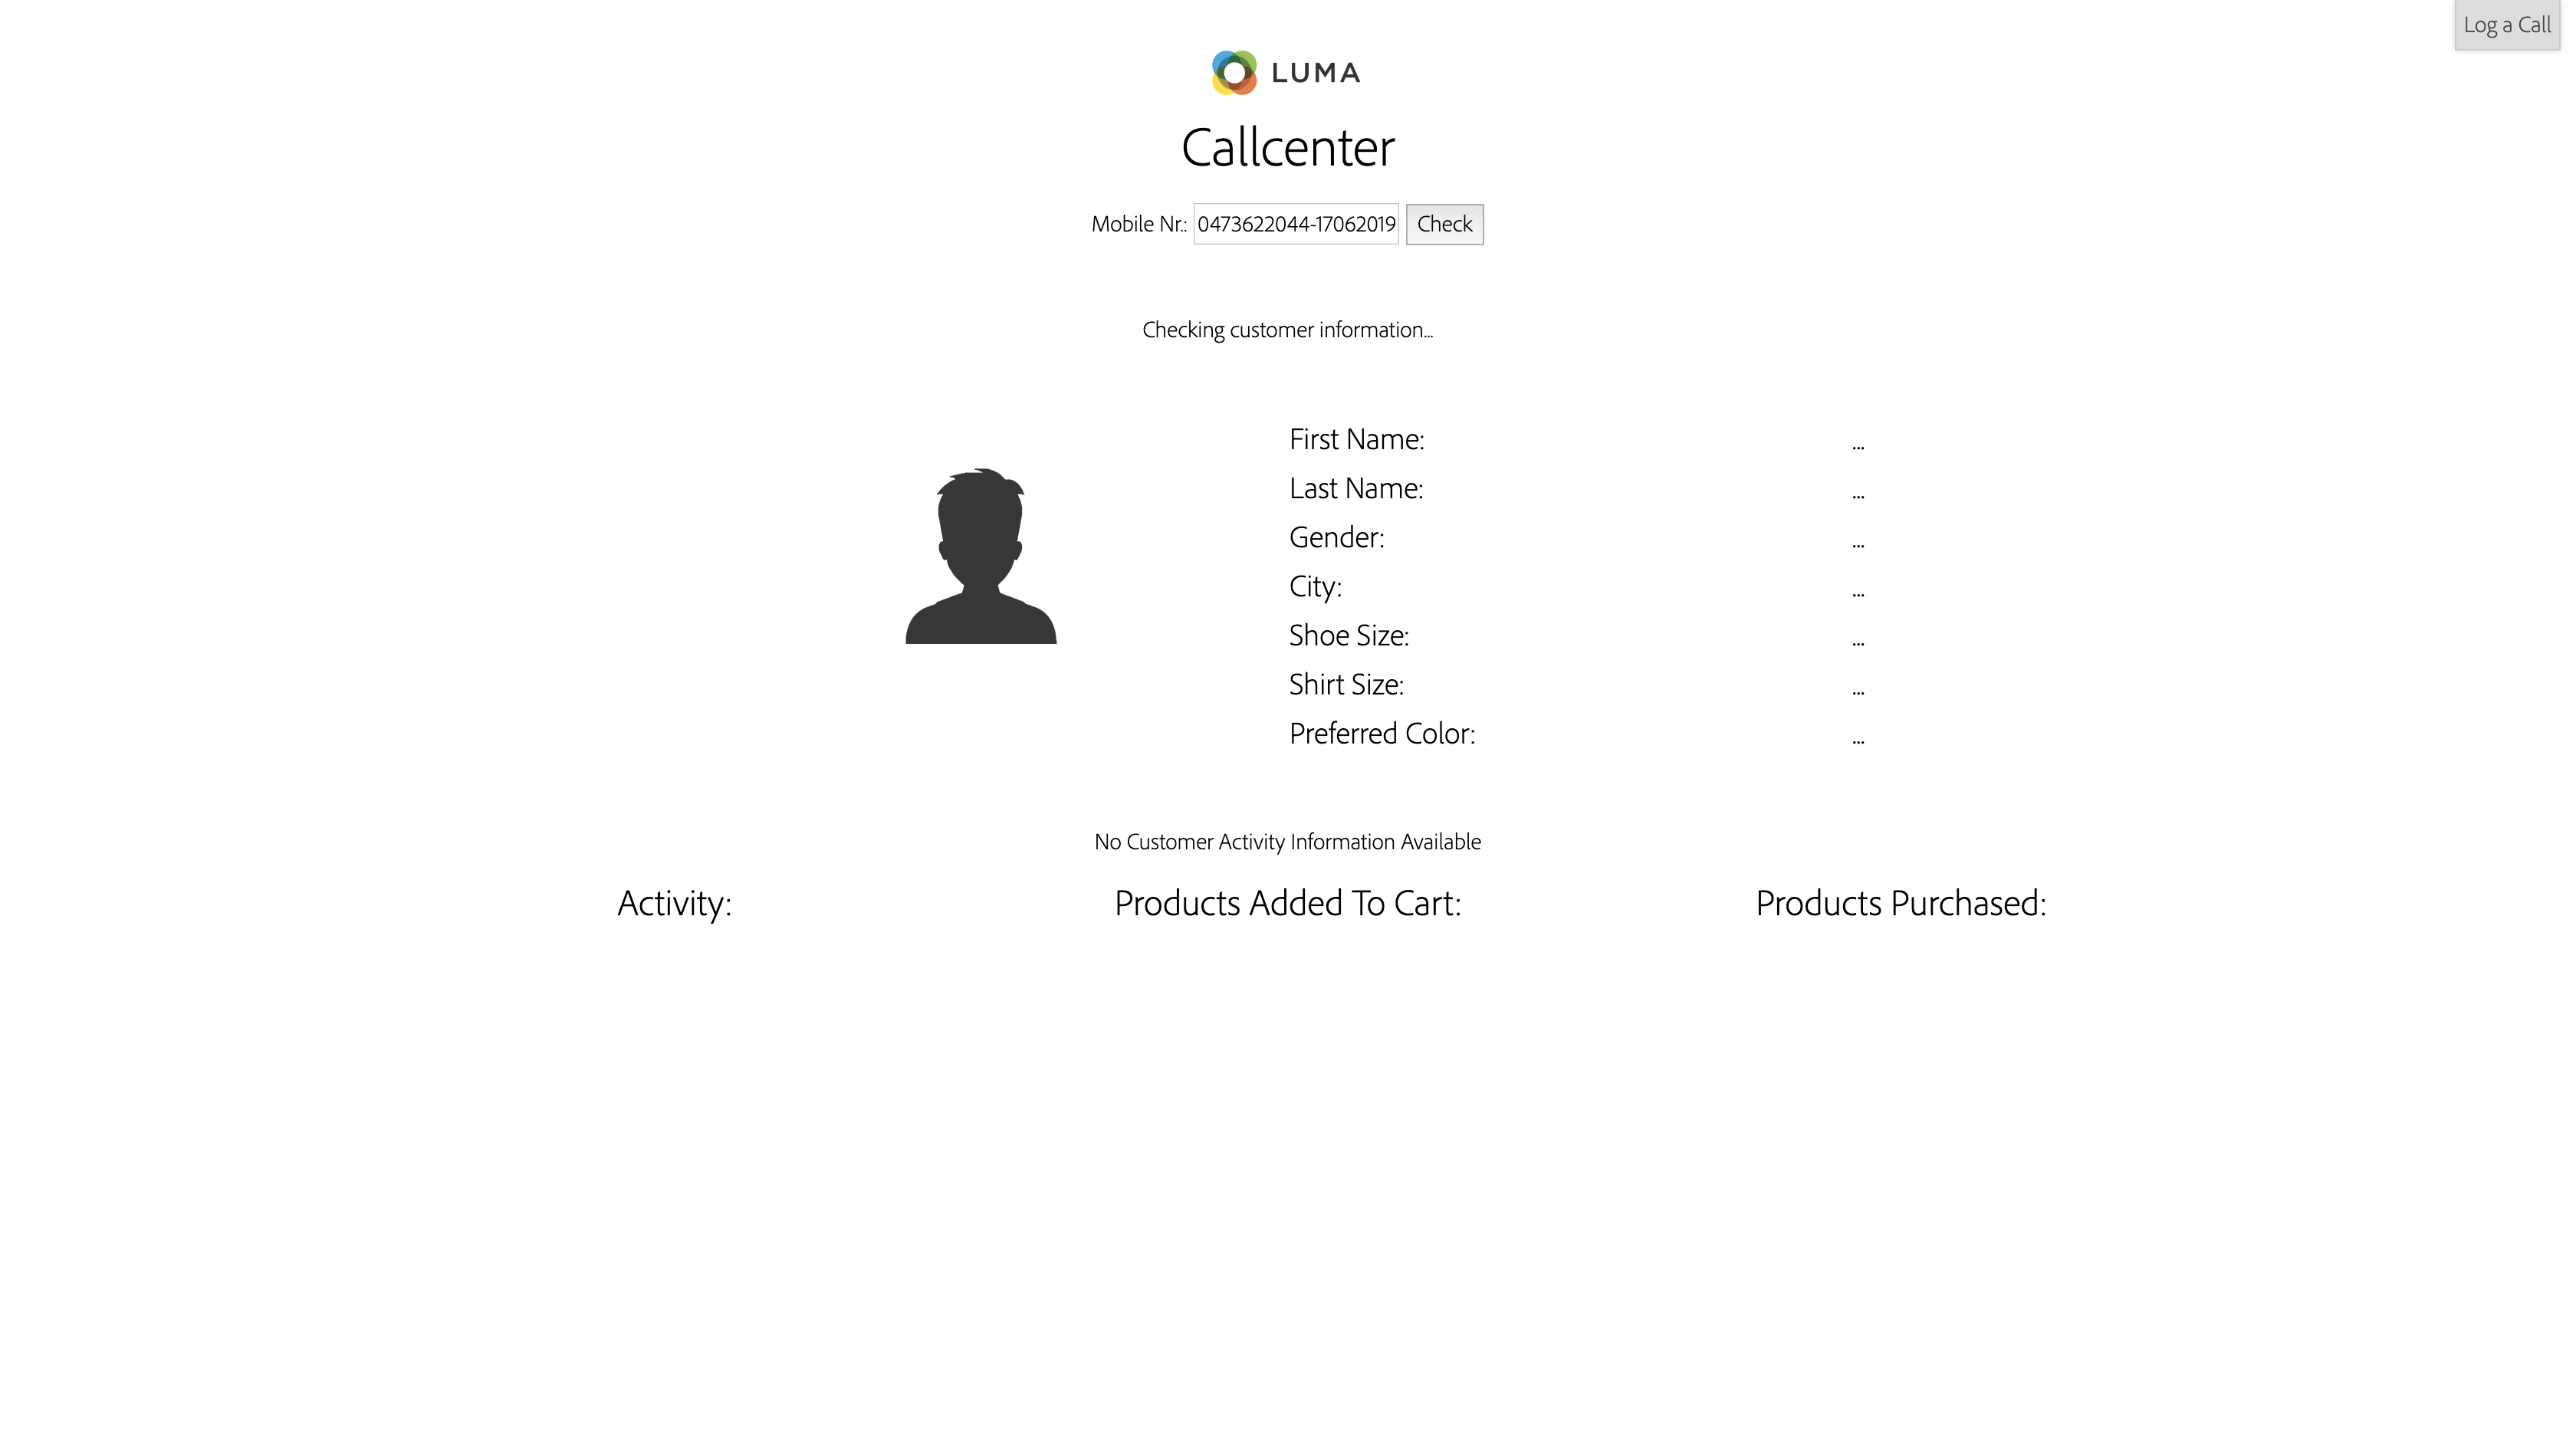 Log a Call
LUMA
Callcenter
Mobile Nr.: 0473622044-17062019 Check
Checking customer information...
First Name: ...
Last Name: ...
Gender: ...
City: ...
Shoe Size: ...
Shirt Size: ...
Preferred Color: ...
No Customer Activity Information Available
Activity: Products Added To Cart: Products Purchased: